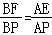 BF/BP = AE/AP